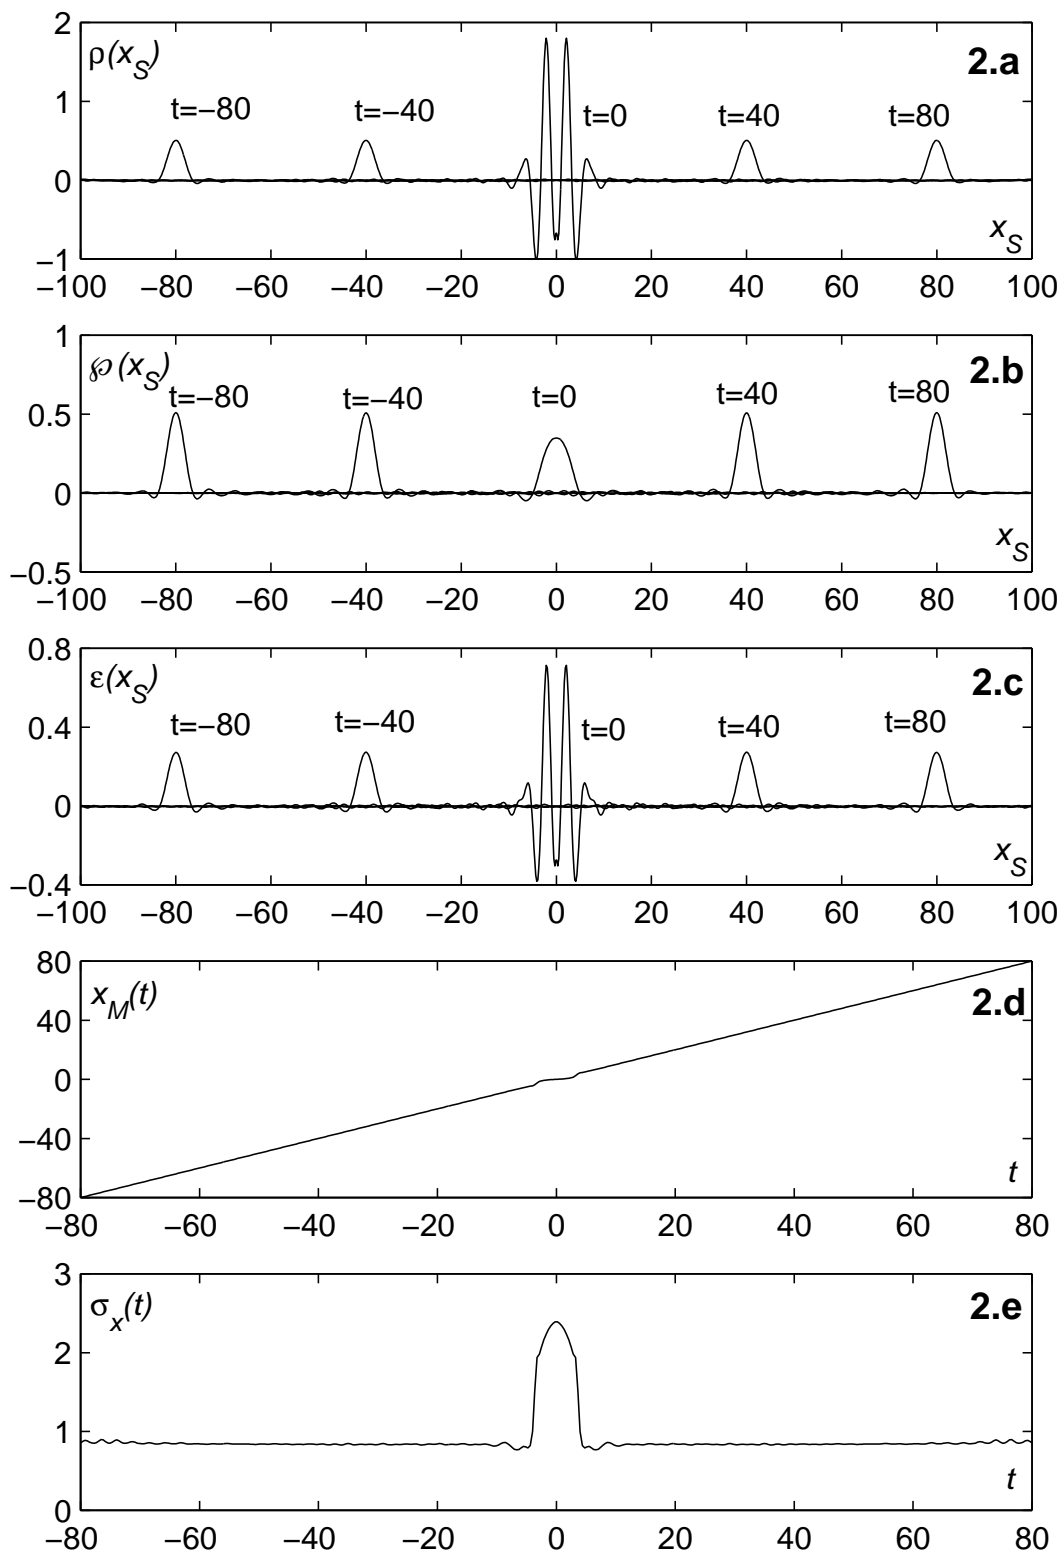 2
ρ(x_S)
2.a
1
t=−80
t=−40
t=0
t=40
t=80
0
x_S
−1
−100 −80 −60 −40 −20 0 20 40 60 80 100
1
℘(x_S)
2.b
0.5
t=−80
t=−40
t=0
t=40
t=80
0
x_S
−0.5
−100 −80 −60 −40 −20 0 20 40 60 80 100
0.8
ε(x_S)
2.c
0.4
t=−80
t=−40
t=0
t=40
t=80
0
x_S
−0.4
−100 −80 −60 −40 −20 0 20 40 60 80 100
80
x_M(t)
2.d
40
0
−40
t
−80
−80 −60 −40 −20 0 20 40 60 80
3
σ_x(t)
2.e
2
1
t
0
−80 −60 −40 −20 0 20 40 60 80